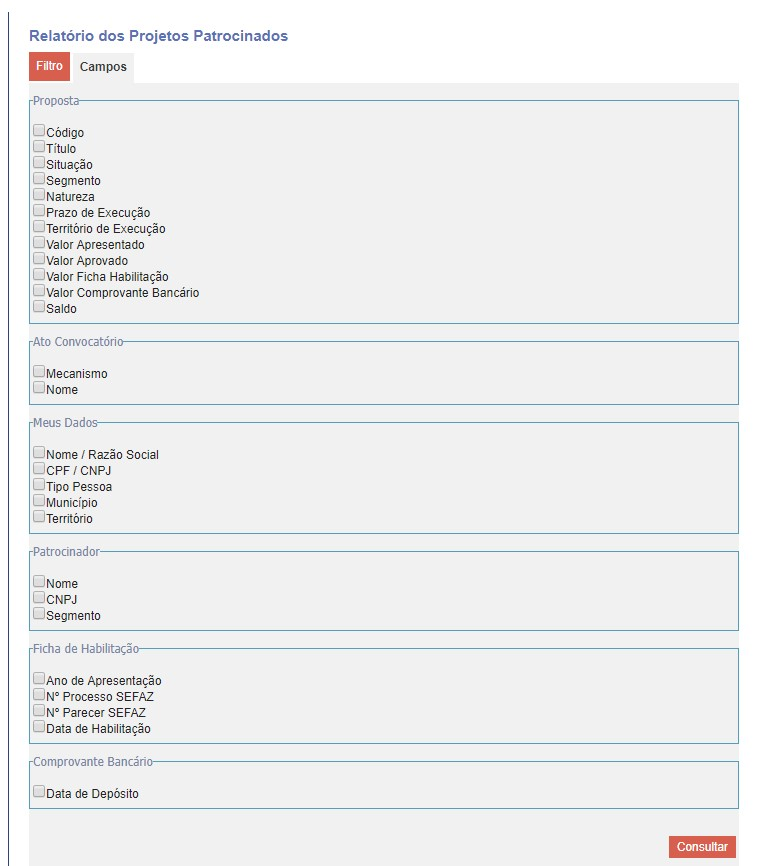 Relatório dos Projetos Patrocinados
Filtro Campos
Proposta
Código
Título
Situação
Segmento
Natureza
Prazo de Execução
Território de Execução
Valor Apresentado
Valor Aprovado
Valor Ficha Habilitação
Valor Comprovante Bancário
Saldo
Ato Convocatório
Mecanismo
Nome
Meus Dados
Nome / Razão Social
CPF / CNPJ
Tipo Pessoa
Município
Território
Patrocinador
Nome
CNPJ
Segmento
Ficha de Habilitação
Ano de Apresentação
Nº Processo SEFAZ
Nº Parecer SEFAZ
Data de Habilitação
Comprovante Bancário
Data de Depósito
Consultar